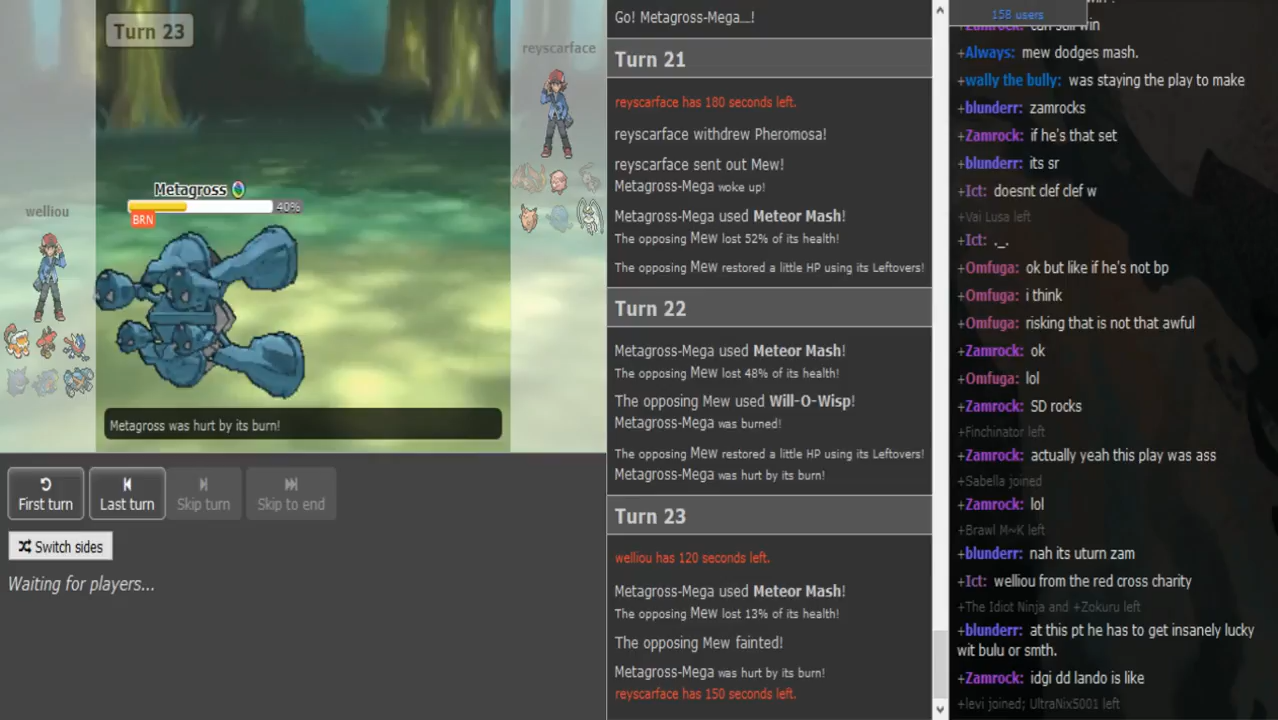 Turn 23
reyscarface
welliou
Metagross
40%
BRN
Metagross was hurt by its burn!
First turn
Last turn
Skip turn
Skip to end
Switch sides
Waiting for players...
Go! Metagross-Mega
Turn 21
reyscarface has 180 seconds left.
reyscarface withdrew Pheromosa!
reyscarface sent out Mew!
Metagross-Mega woke up!
Metagross-Mega used Meteor Mash!
The opposing Mew lost 52% of its health!
The opposing Mew restored a little HP using its Leftovers!
Turn 22
Metagross-Mega used Meteor Mash!
The opposing Mew lost 48% of its health!
The opposing Mew used Will-O-Wisp!
Metagross-Mega was burned!
The opposing Mew restored a little HP using its Leftovers!
Metagross-Mega was hurt by its burn!
Turn 23
welliou has 120 seconds left.
Metagross-Mega used Meteor Mash!
The opposing Mew lost 13% of its health!
The opposing Mew fainted!
Metagross-Mega was hurt by its burn!
reyscarface has 150 seconds left.
158 users
+Zamrock: can still win
+Always: mew dodges mash.
+wally the bully: was staying the play to make
+blunderr: zamrocks
+Zamrock: if he's that set
+blunderr: its sr
+Ict: doesnt clef clef w
+Vai Lusa left
+Ict: ._.
+Omfuga: ok but like if he's not bp
+Omfuga: i think
+Omfuga: risking that is not that awful
+Zamrock: ok
+Omfuga: lol
+Zamrock: SD rocks
+Finchinator left
+Zamrock: actually yeah this play was ass
+Sabella joined
+Zamrock: lol
+Brawl M~K left
+blunderr: nah its uturn zam
+Ict: welliou from the red cross charity
+The Idiot Ninja and +Zokuru left
+blunderr: at this pt he has to get insanely lucky
wit bulu or smth.
+Zamrock: idgi dd lando is like
+levi joined; UltraNix5001 left